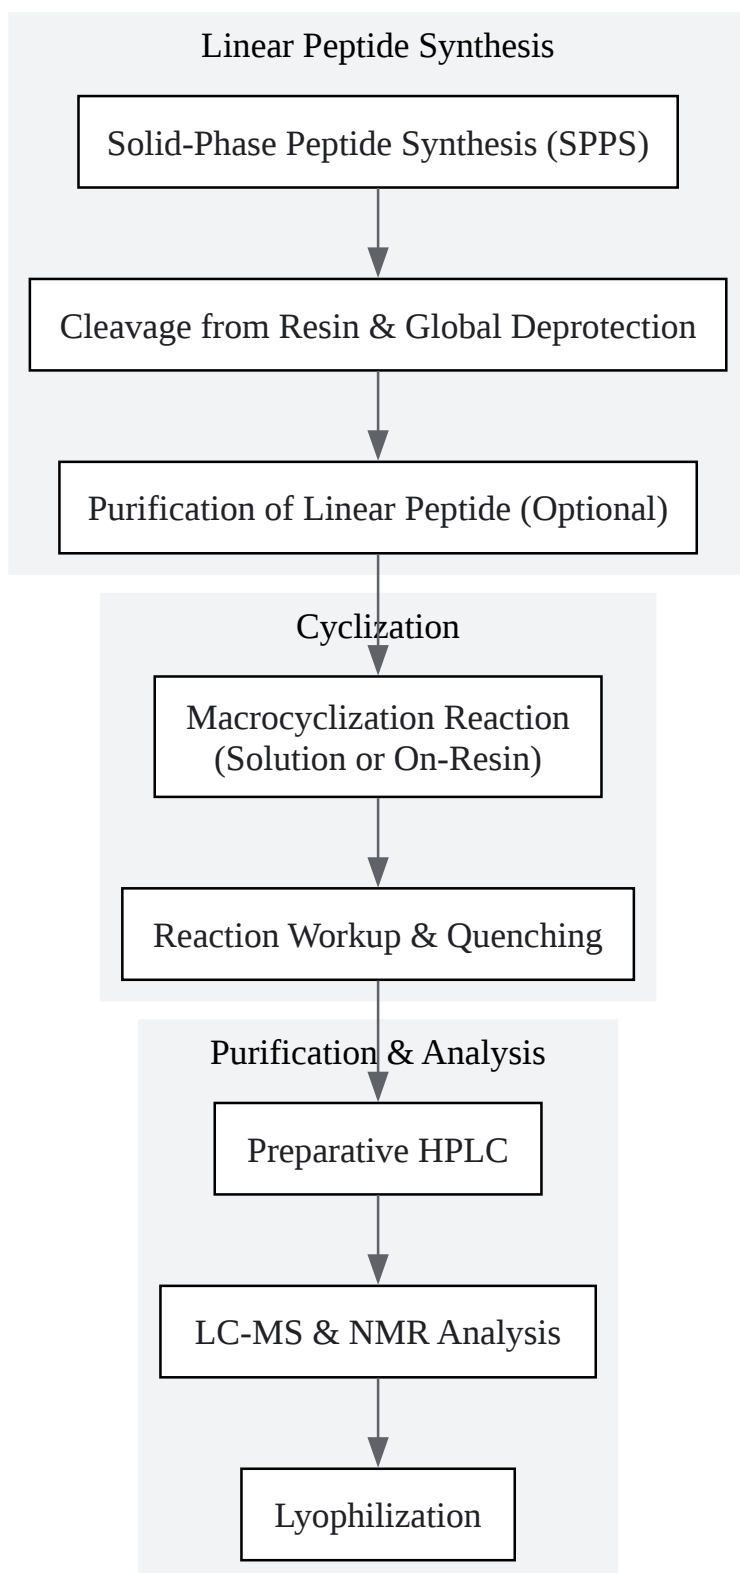 Linear Peptide Synthesis
Solid-Phase Peptide Synthesis (SPPS)
Cleavage from Resin & Global Deprotection
Purification of Linear Peptide (Optional)
Cyclization
Macrocyclization Reaction
(Solution or On-Resin)
Reaction Workup & Quenching
Purification & Analysis
Preparative HPLC
LC-MS & NMR Analysis
Lyophilization